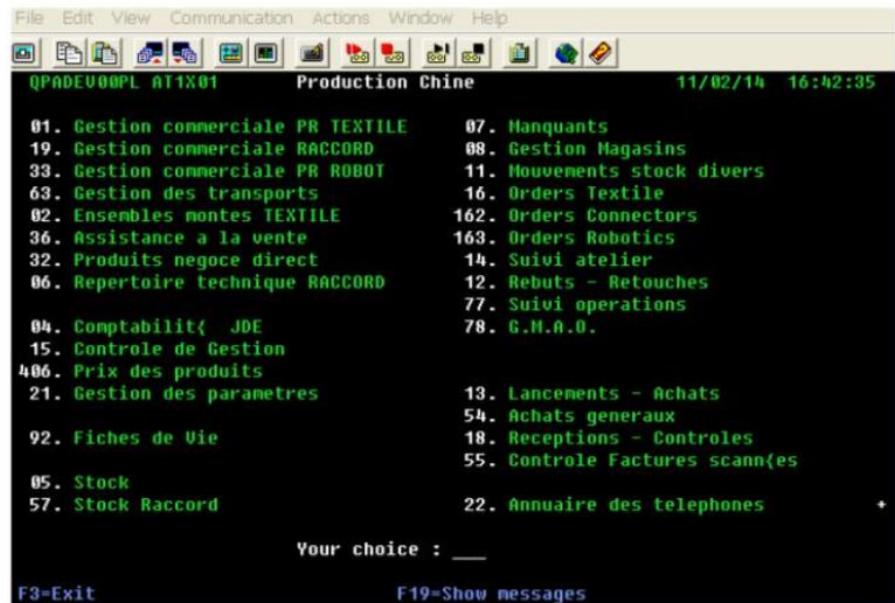 File Edit View Communication Actions Window Help
QPADEV00PL AT1X01 Production Chine 11/02/14 16:42:35
01. Gestion commerciale PR TEXTILE 07. Manquants
19. Gestion commerciale RACCORD 08. Gestion Magasins
33. Gestion commerciale PR ROBOT 11. Mouvements stock divers
63. Gestion des transports 16. Orders Textile
02. Ensembles montes TEXTILE 162. Orders Connectors
36. Assistance a la vente 163. Orders Robotics
32. Produits negoce direct 14. Suivi atelier
06. Repertoire technique RACCORD 12. Rebuts - Retouches
77. Suivi operations
04. Comptabilit{ JDE 78. G.M.A.O.
15. Controle de Gestion
406. Prix des produits
21. Gestion des parametres 13. Lancements - Achats
54. Achats generaux
92. Fiches de Vie 18. Receptions - Controles
55. Controle Factures scann{es
05. Stock
57. Stock Raccord 22. Annuaire des telephones +
Your choice : ___
F3=Exit F19=Show messages